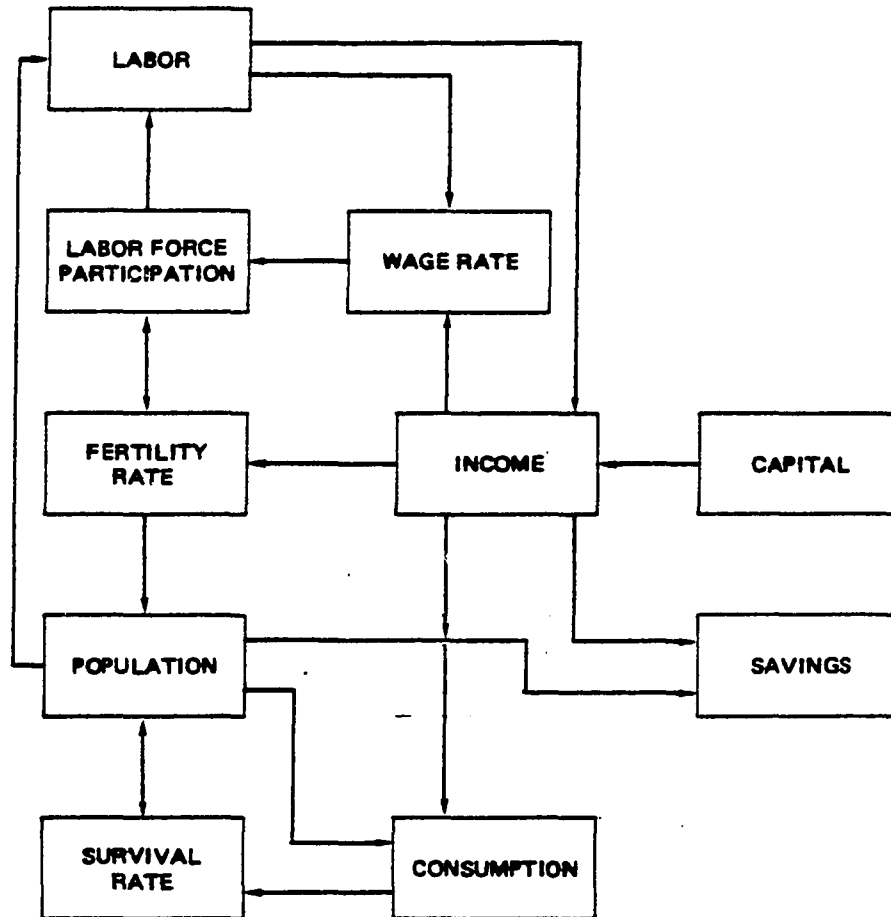 LABOR
LABOR FORCE
PARTICIPATION
WAGE RATE
FERTILITY
RATE
INCOME
CAPITAL
POPULATION
SAVINGS
SURVIVAL
RATE
CONSUMPTION